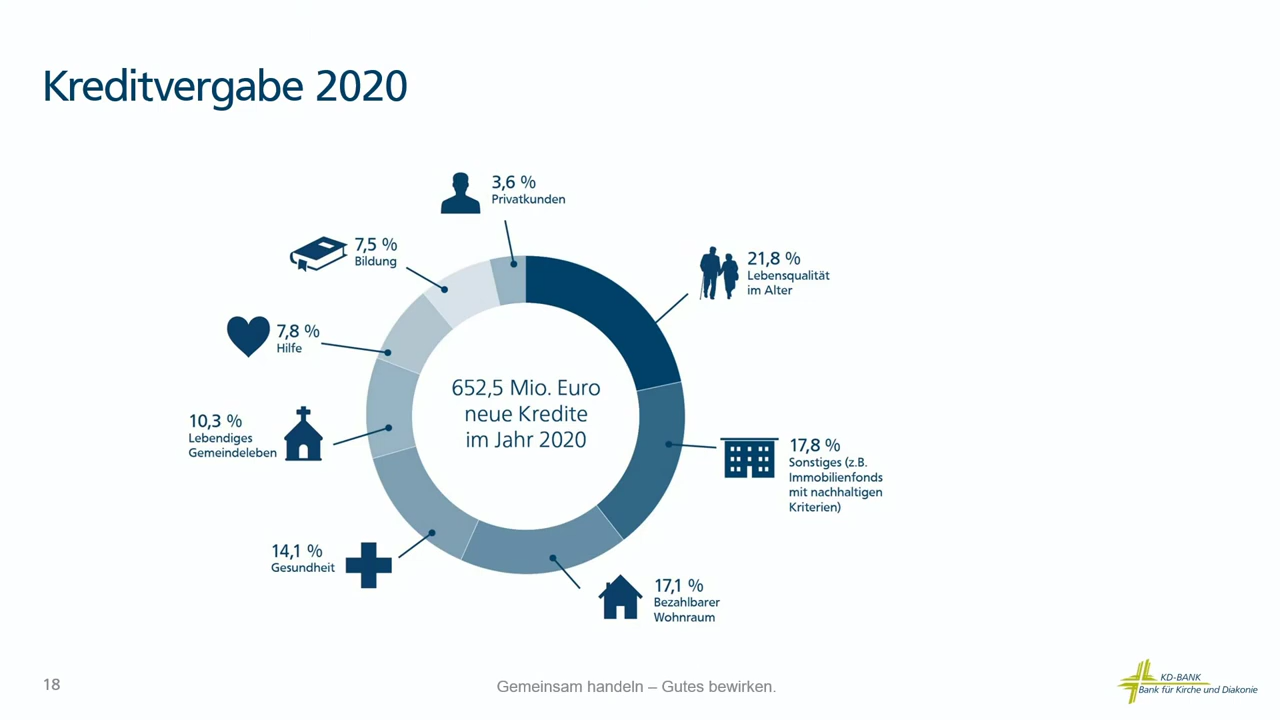 Kreditvergabe 2020
3,6 %
Privatkunden
7,5 %
Bildung
21,8 %
Lebensqualität
im Alter
7,8 %
Hilfe
652,5 Mio. Euro
neue Kredite
im Jahr 2020
10,3 %
Lebendiges
Gemeindeleben
17,8 %
Sonstiges (z.B.
Immobilienfonds
mit nachhaltigen
Kriterien)
14,1 %
Gesundheit
17,1 %
Bezahlbarer
Wohnraum
18
Gemeinsam handeln – Gutes bewirken.
KD-BANK
Bank für Kirche und Diakonie